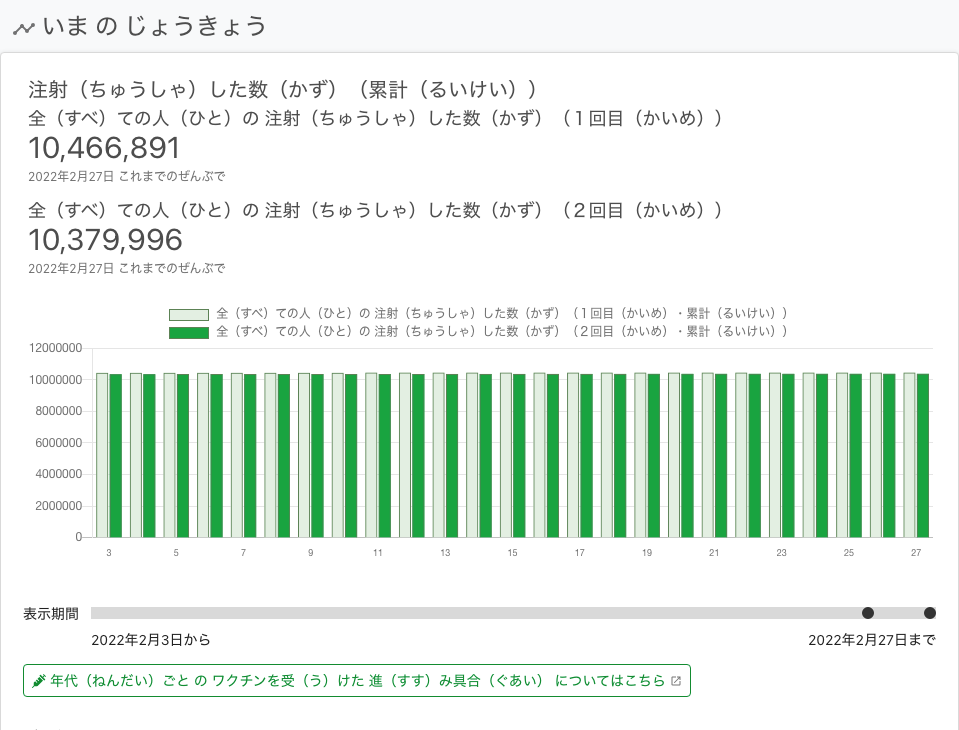 いま の じょうきょう
注射（ちゅうしゃ）した数（かず）（累計（るいけい））
全（すべ）ての人（ひと）の 注射（ちゅうしゃ）した数（かず）（１回目（かいめ））
10,466,891
2022年2月27日 これまでのぜんぶで
全（すべ）ての人（ひと）の 注射（ちゅうしゃ）した数（かず）（２回目（かいめ））
10,379,996
2022年2月27日 これまでのぜんぶで
全（すべ）ての人（ひと）の 注射（ちゅうしゃ）した数（かず）（１回目（かいめ）・累計（るいけい））
全（すべ）ての人（ひと）の 注射（ちゅうしゃ）した数（かず）（２回目（かいめ）・累計（るいけい））
12000000
10000000
8000000
6000000
4000000
2000000
0
3 5 7 9 11 13 15 17 19 21 23 25 27
表示期間
2022年2月3日から 2022年2月27日まで
年代（ねんだい）ごと の ワクチンを受（う）けた 進（すす）み具合（ぐあい） についてはこちら